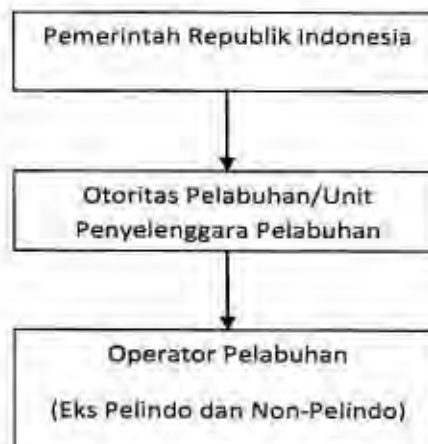 Pemerintah Republik Indonesia
Otoritas Pelabuhan/Unit
Penyelenggara Pelabuhan
Operator Pelabuhan
(Eks Pelindo dan Non-Pelindo)